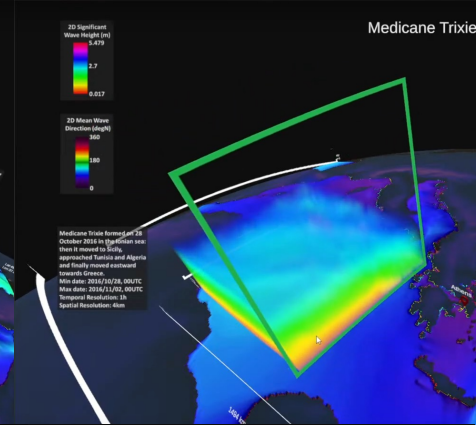 Medicane Trixie
2D Significant
Wave Height (m)
5.479
2.7
0.017
2D Mean Wave
Direction (degN)
360
180
0
Medicane Trixie formed on 28
October 2016 in the Ionian sea:
then it moved to Sicily,
approached Tunisia and Algeria
and finally moved eastward
towards Greece.
Min date: 2016/10/28, 00UTC
Max date: 2016/11/02, 00UTC
Temporal Resolution: 1h
Spatial Resolution: 4km
Athens